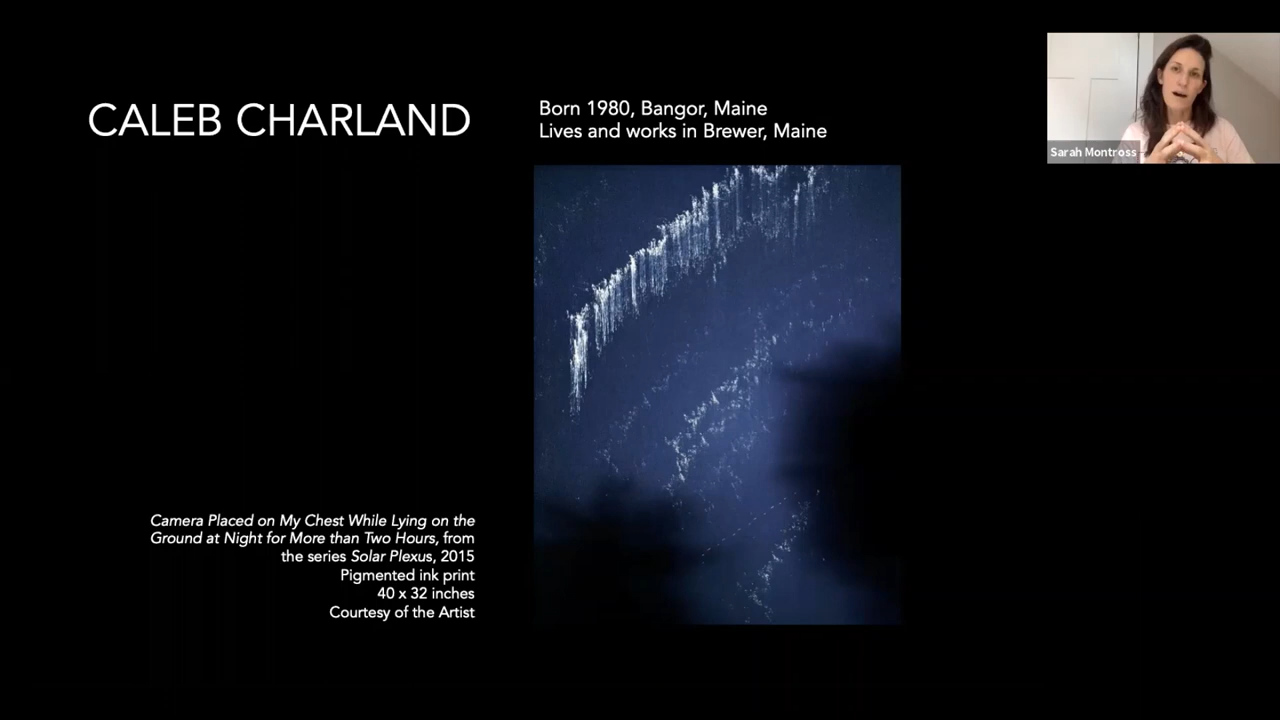 CALEB CHARLAND
Born 1980, Bangor, Maine
Lives and works in Brewer, Maine
Sarah Montross
Camera Placed on My Chest While Lying on the
Ground at Night for More than Two Hours, from
the series Solar Plexus, 2015
Pigmented ink print
40 x 32 inches
Courtesy of the Artist